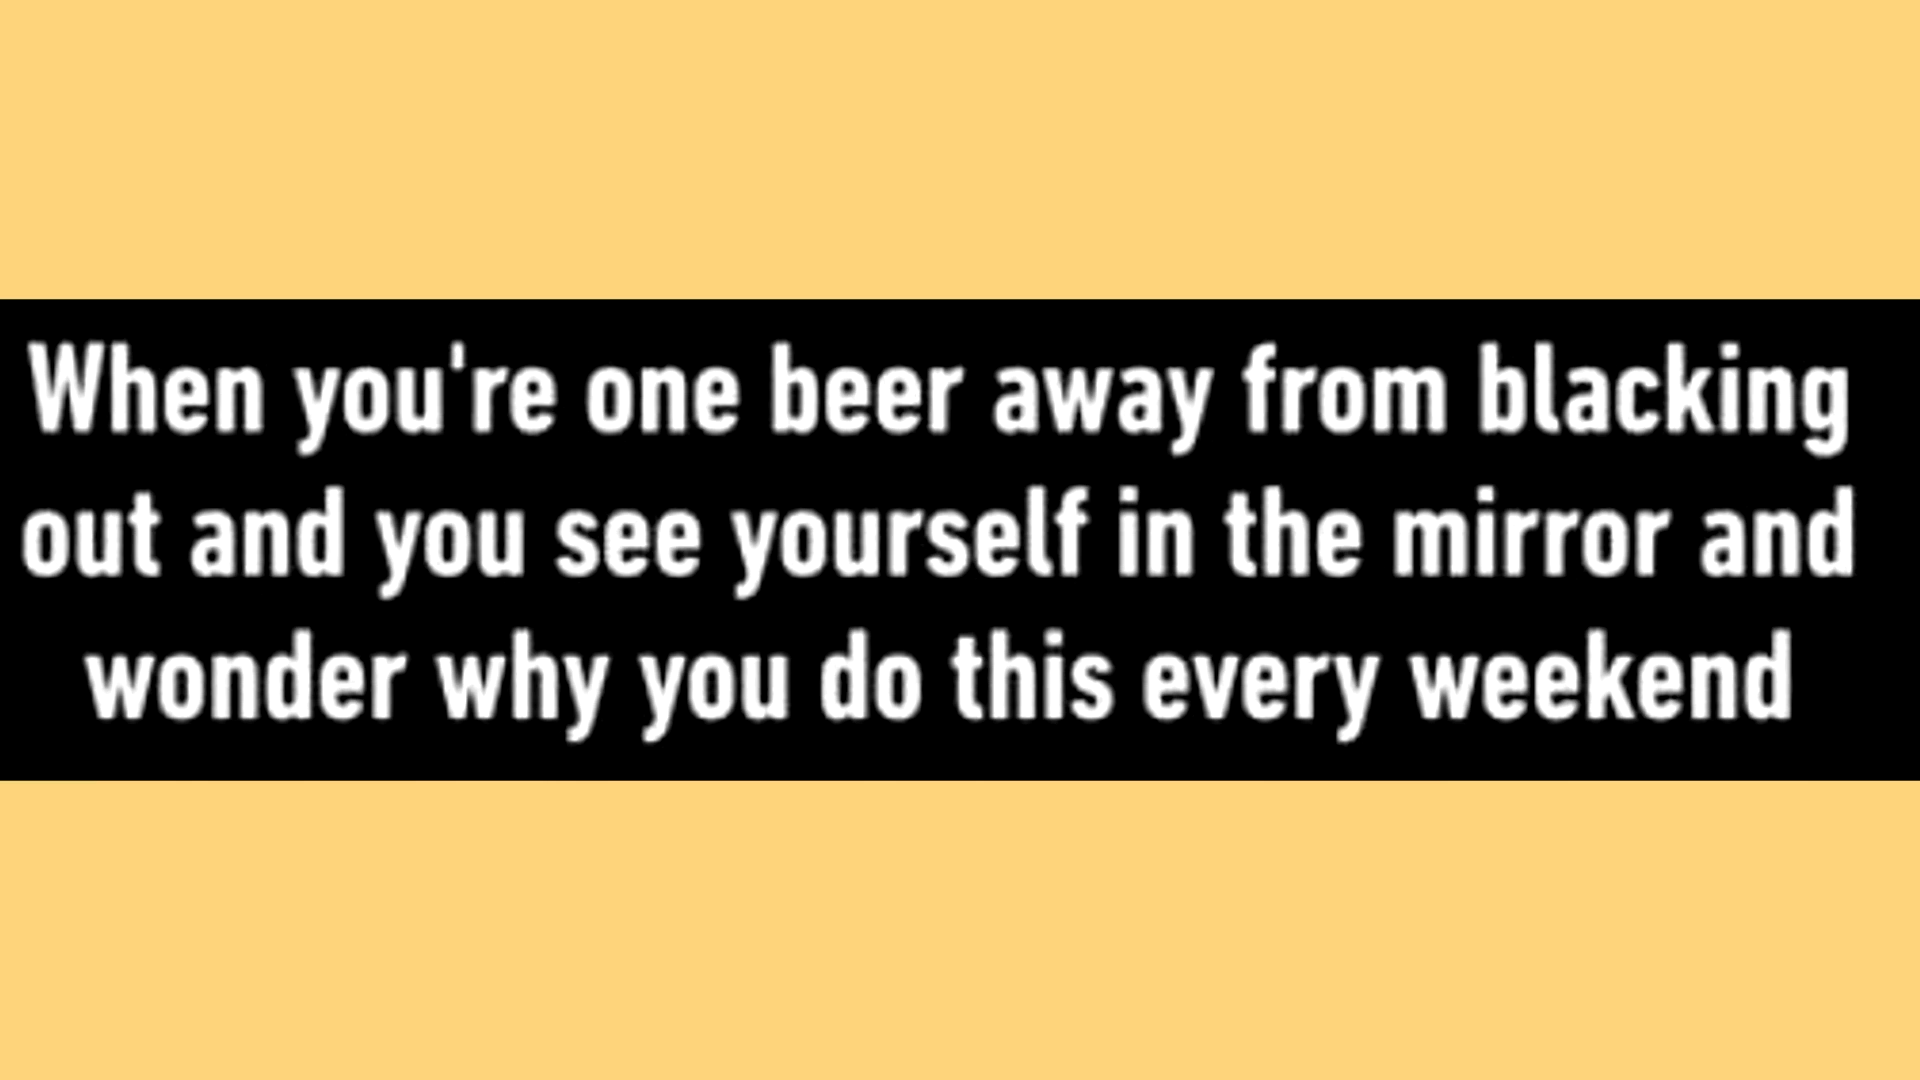 When you're one beer away from blacking
out and you see yourself in the mirror and
wonder why you do this every weekend